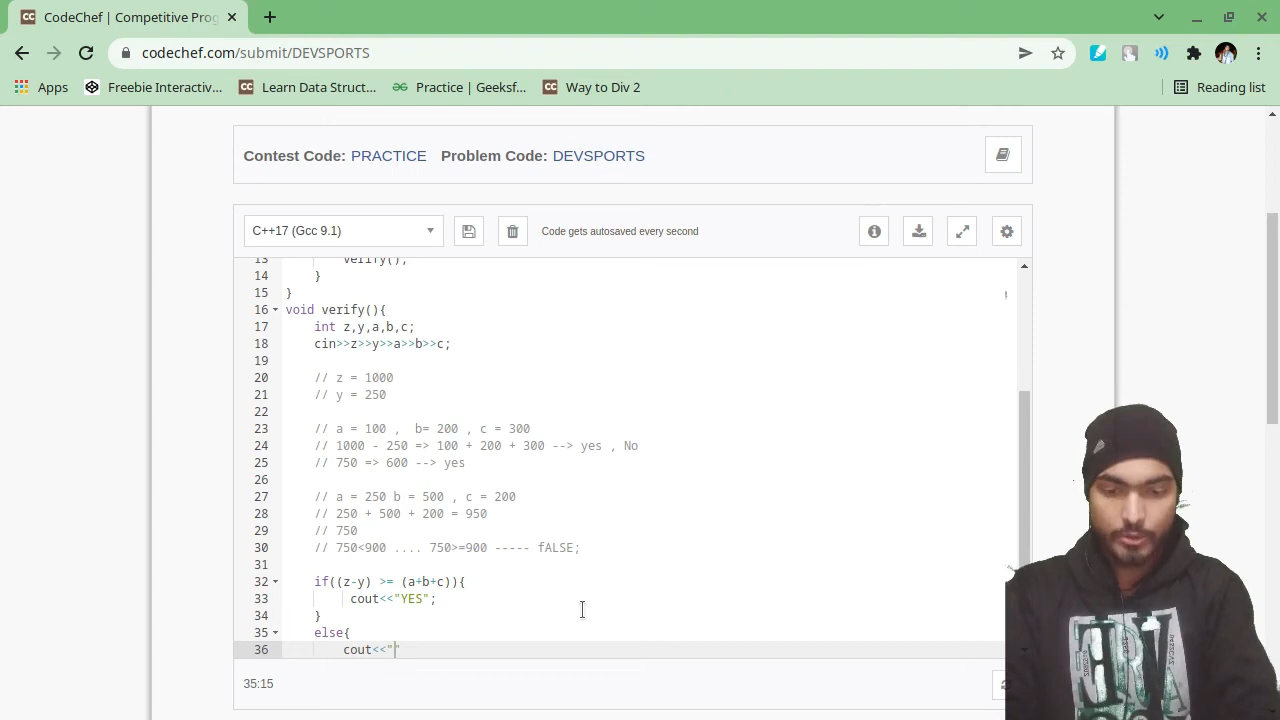 CodeChef | Competitive Prog
codechef.com/submit/DEVSPORTS
Apps Freebie Interactiv... Learn Data Struct... Practice | Geeksf... Way to Div 2 Reading list
Contest Code: PRACTICE Problem Code: DEVSPORTS
C++17 (Gcc 9.1) Code gets autosaved every second
13 verify();
14 }
15 }
16 void verify(){
17 int z,y,a,b,c;
18 cin>>z>>y>>a>>b>>c;
19
20 // z = 1000
21 // y = 250
22
23 // a = 100 , b= 200 , c = 300
24 // 1000 - 250 => 100 + 200 + 300 --> yes , No
25 // 750 => 600 --> yes
26
27 // a = 250 b = 500 , c = 200
28 // 250 + 500 + 200 = 950
29 // 750
30 // 750<900 .... 750>=900 ----- fALSE;
31
32 if((z-y) >= (a+b+c)){
33 cout<<"YES";
34 }
35 else{
36 cout<<""
35:15